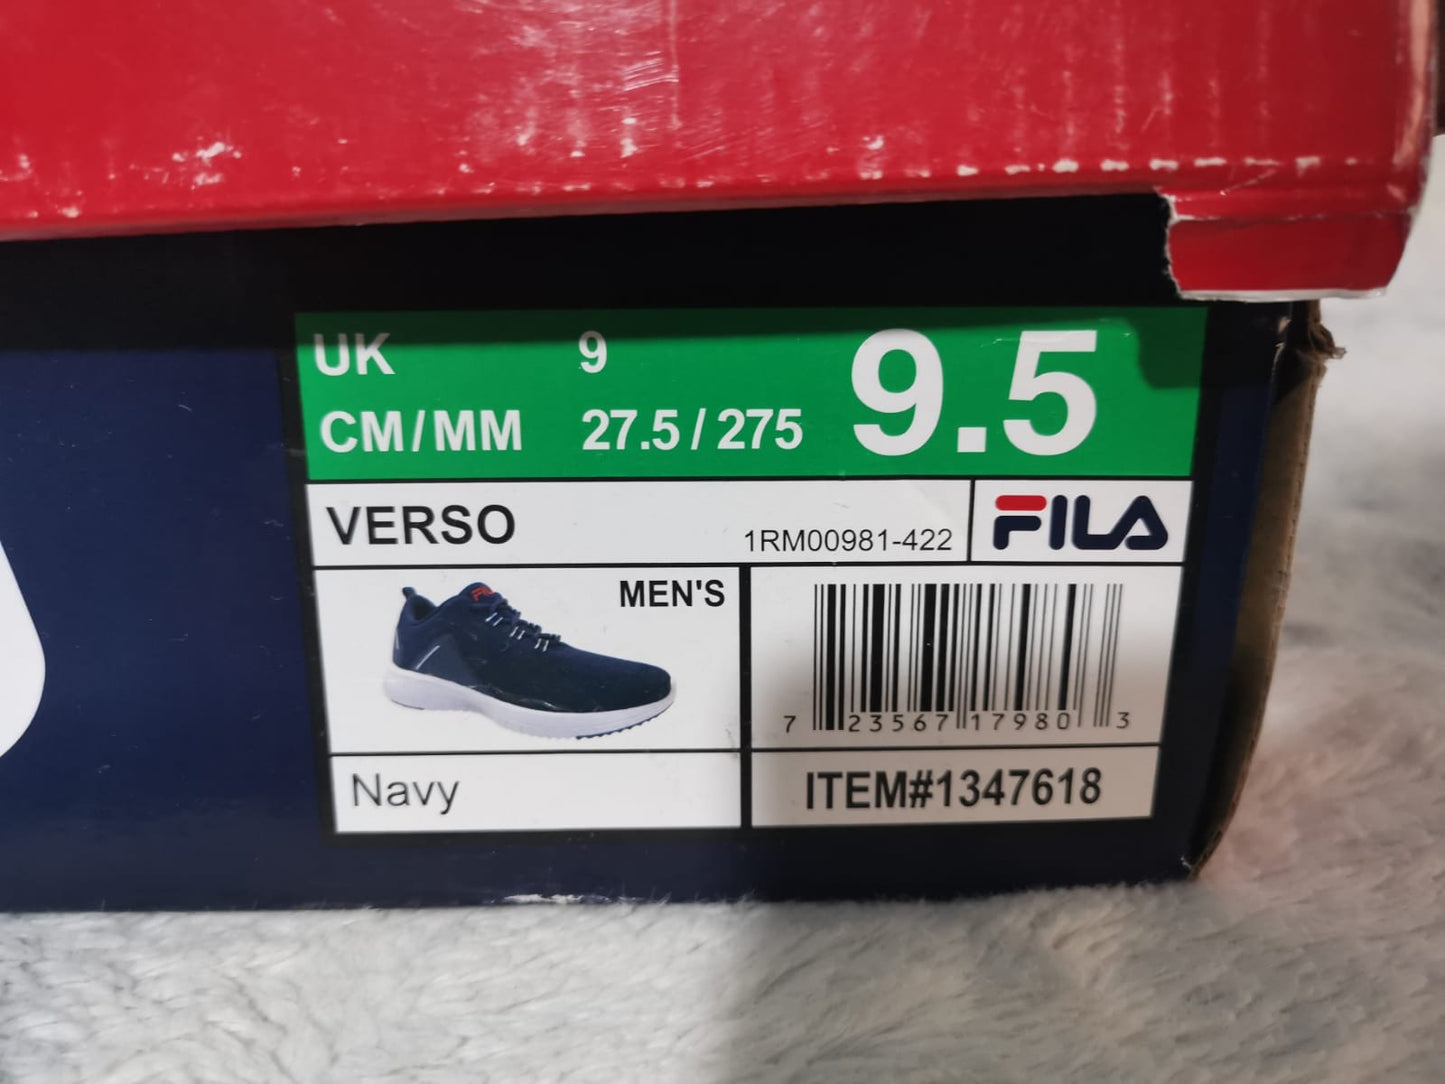 UK 9 9.5
CM/MM 27.5/275
VERSO 1RM00981-422 FILA
MEN'S
FILA
7 23567 17980 3
Navy
ITEM#1347618